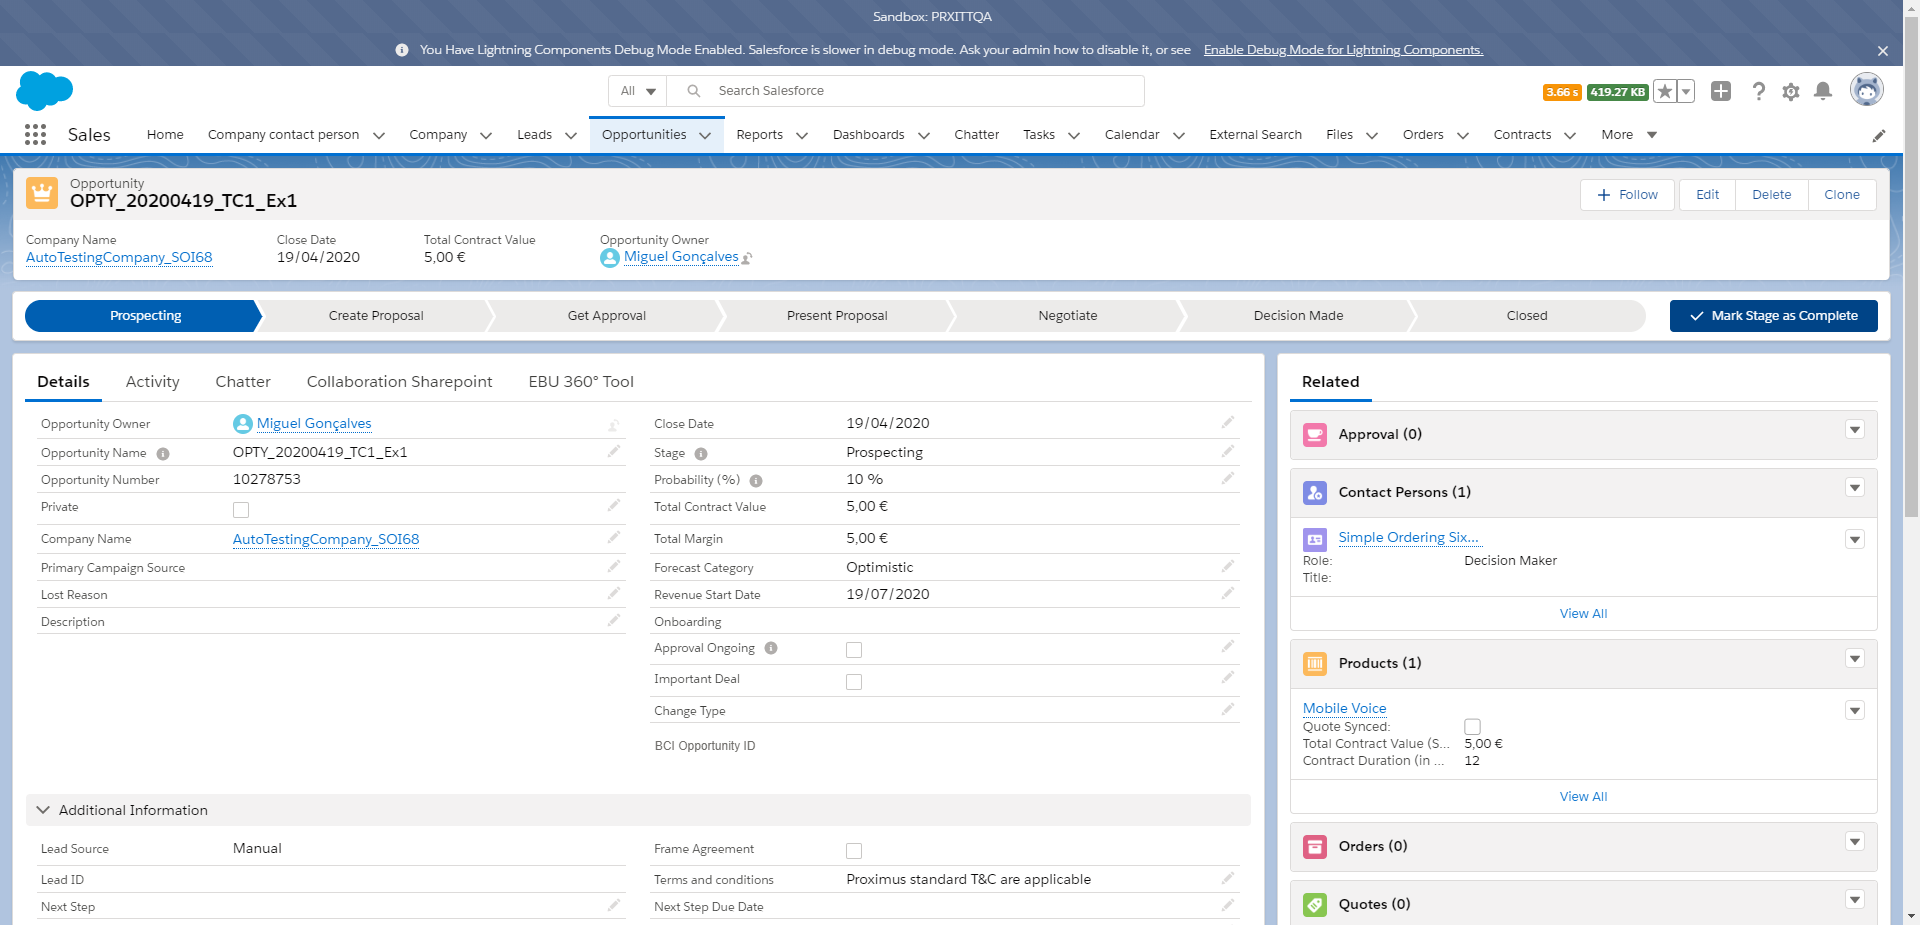 Sandbox: PRXITTQA
You Have Lightning Components Debug Mode Enabled. Salesforce is slower in debug mode. Ask your admin how to disable it, or see Enable Debug Mode for Lightning Components.
All Search Salesforce 3.66 s 419.27 KB
Sales Home Company contact person Company Leads Opportunities Reports Dashboards Chatter Tasks Calendar External Search Files Orders Contracts More
Opportunity
OPTY_20200419_TC1_Ex1
Follow Edit Delete Clone
Company Name Close Date Total Contract Value Opportunity Owner
AutoTestingCompany_SOI68 19/04/2020 5,00 € Miguel Gonçalves
Prospecting Create Proposal Get Approval Present Proposal Negotiate Decision Made Closed Mark Stage as Complete
Details Activity Chatter Collaboration Sharepoint EBU 360° Tool
Opportunity Owner Miguel Gonçalves
Opportunity Name OPTY_20200419_TC1_Ex1
Opportunity Number 10278753
Private
Company Name AutoTestingCompany_SOI68
Primary Campaign Source
Lost Reason
Description
Close Date 19/04/2020
Stage Prospecting
Probability (%) 10 %
Total Contract Value 5,00 €
Total Margin 5,00 €
Forecast Category Optimistic
Revenue Start Date 19/07/2020
Onboarding
Approval Ongoing
Important Deal
Change Type
BCI Opportunity ID
Additional Information
Lead Source Manual
Lead ID
Next Step
Frame Agreement
Terms and conditions Proximus standard T&C are applicable
Next Step Due Date
Related
Approval (0)
Contact Persons (1)
Simple Ordering Six...
Role: Decision Maker
Title:
View All
Products (1)
Mobile Voice
Quote Synced:
Total Contract Value (S... 5,00 €
Contract Duration (in ... 12
View All
Orders (0)
Quotes (0)